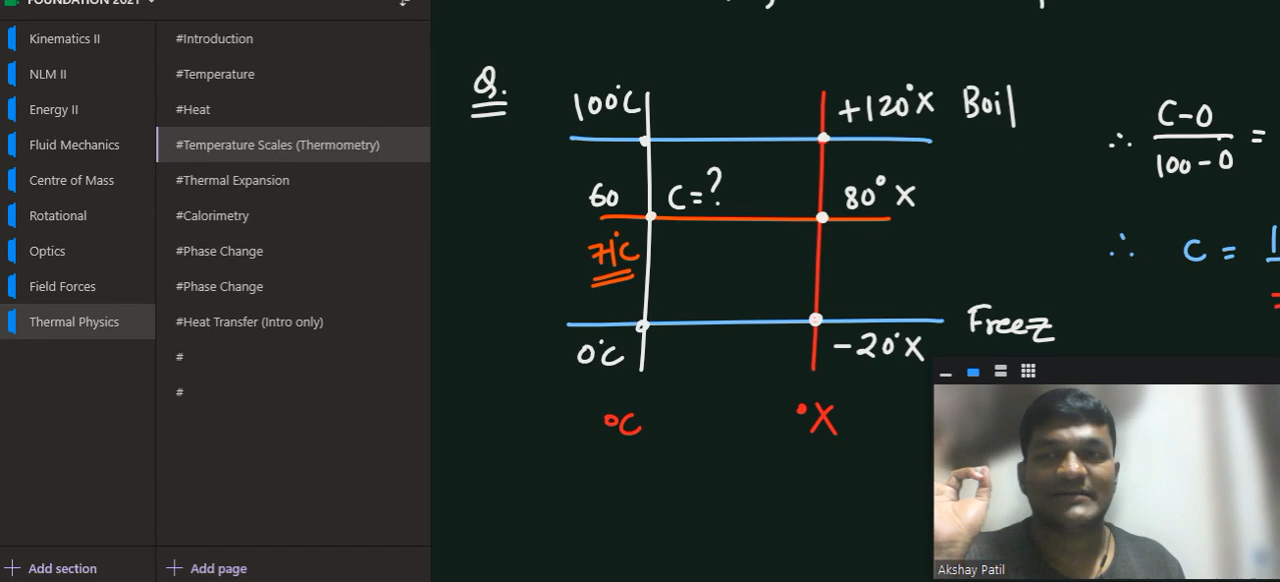 FOUNDATION 2021
Kinematics II
NLM II
Energy II
Fluid Mechanics
Centre of Mass
Rotational
Optics
Field Forces
Thermal Physics
Add section
#Introduction
#Temperature
#Heat
#Temperature Scales (Thermometry)
#Thermal Expansion
#Calorimetry
#Phase Change
#Phase Change
#Heat Transfer (Intro only)
#
#
Add page
Q.
100°C +120°X Boil
60 C=? 80°X
71°C
0°C -20°X Freez
°C °X
∴ C-0 / 100-0 =
∴ C =
Akshay Patil